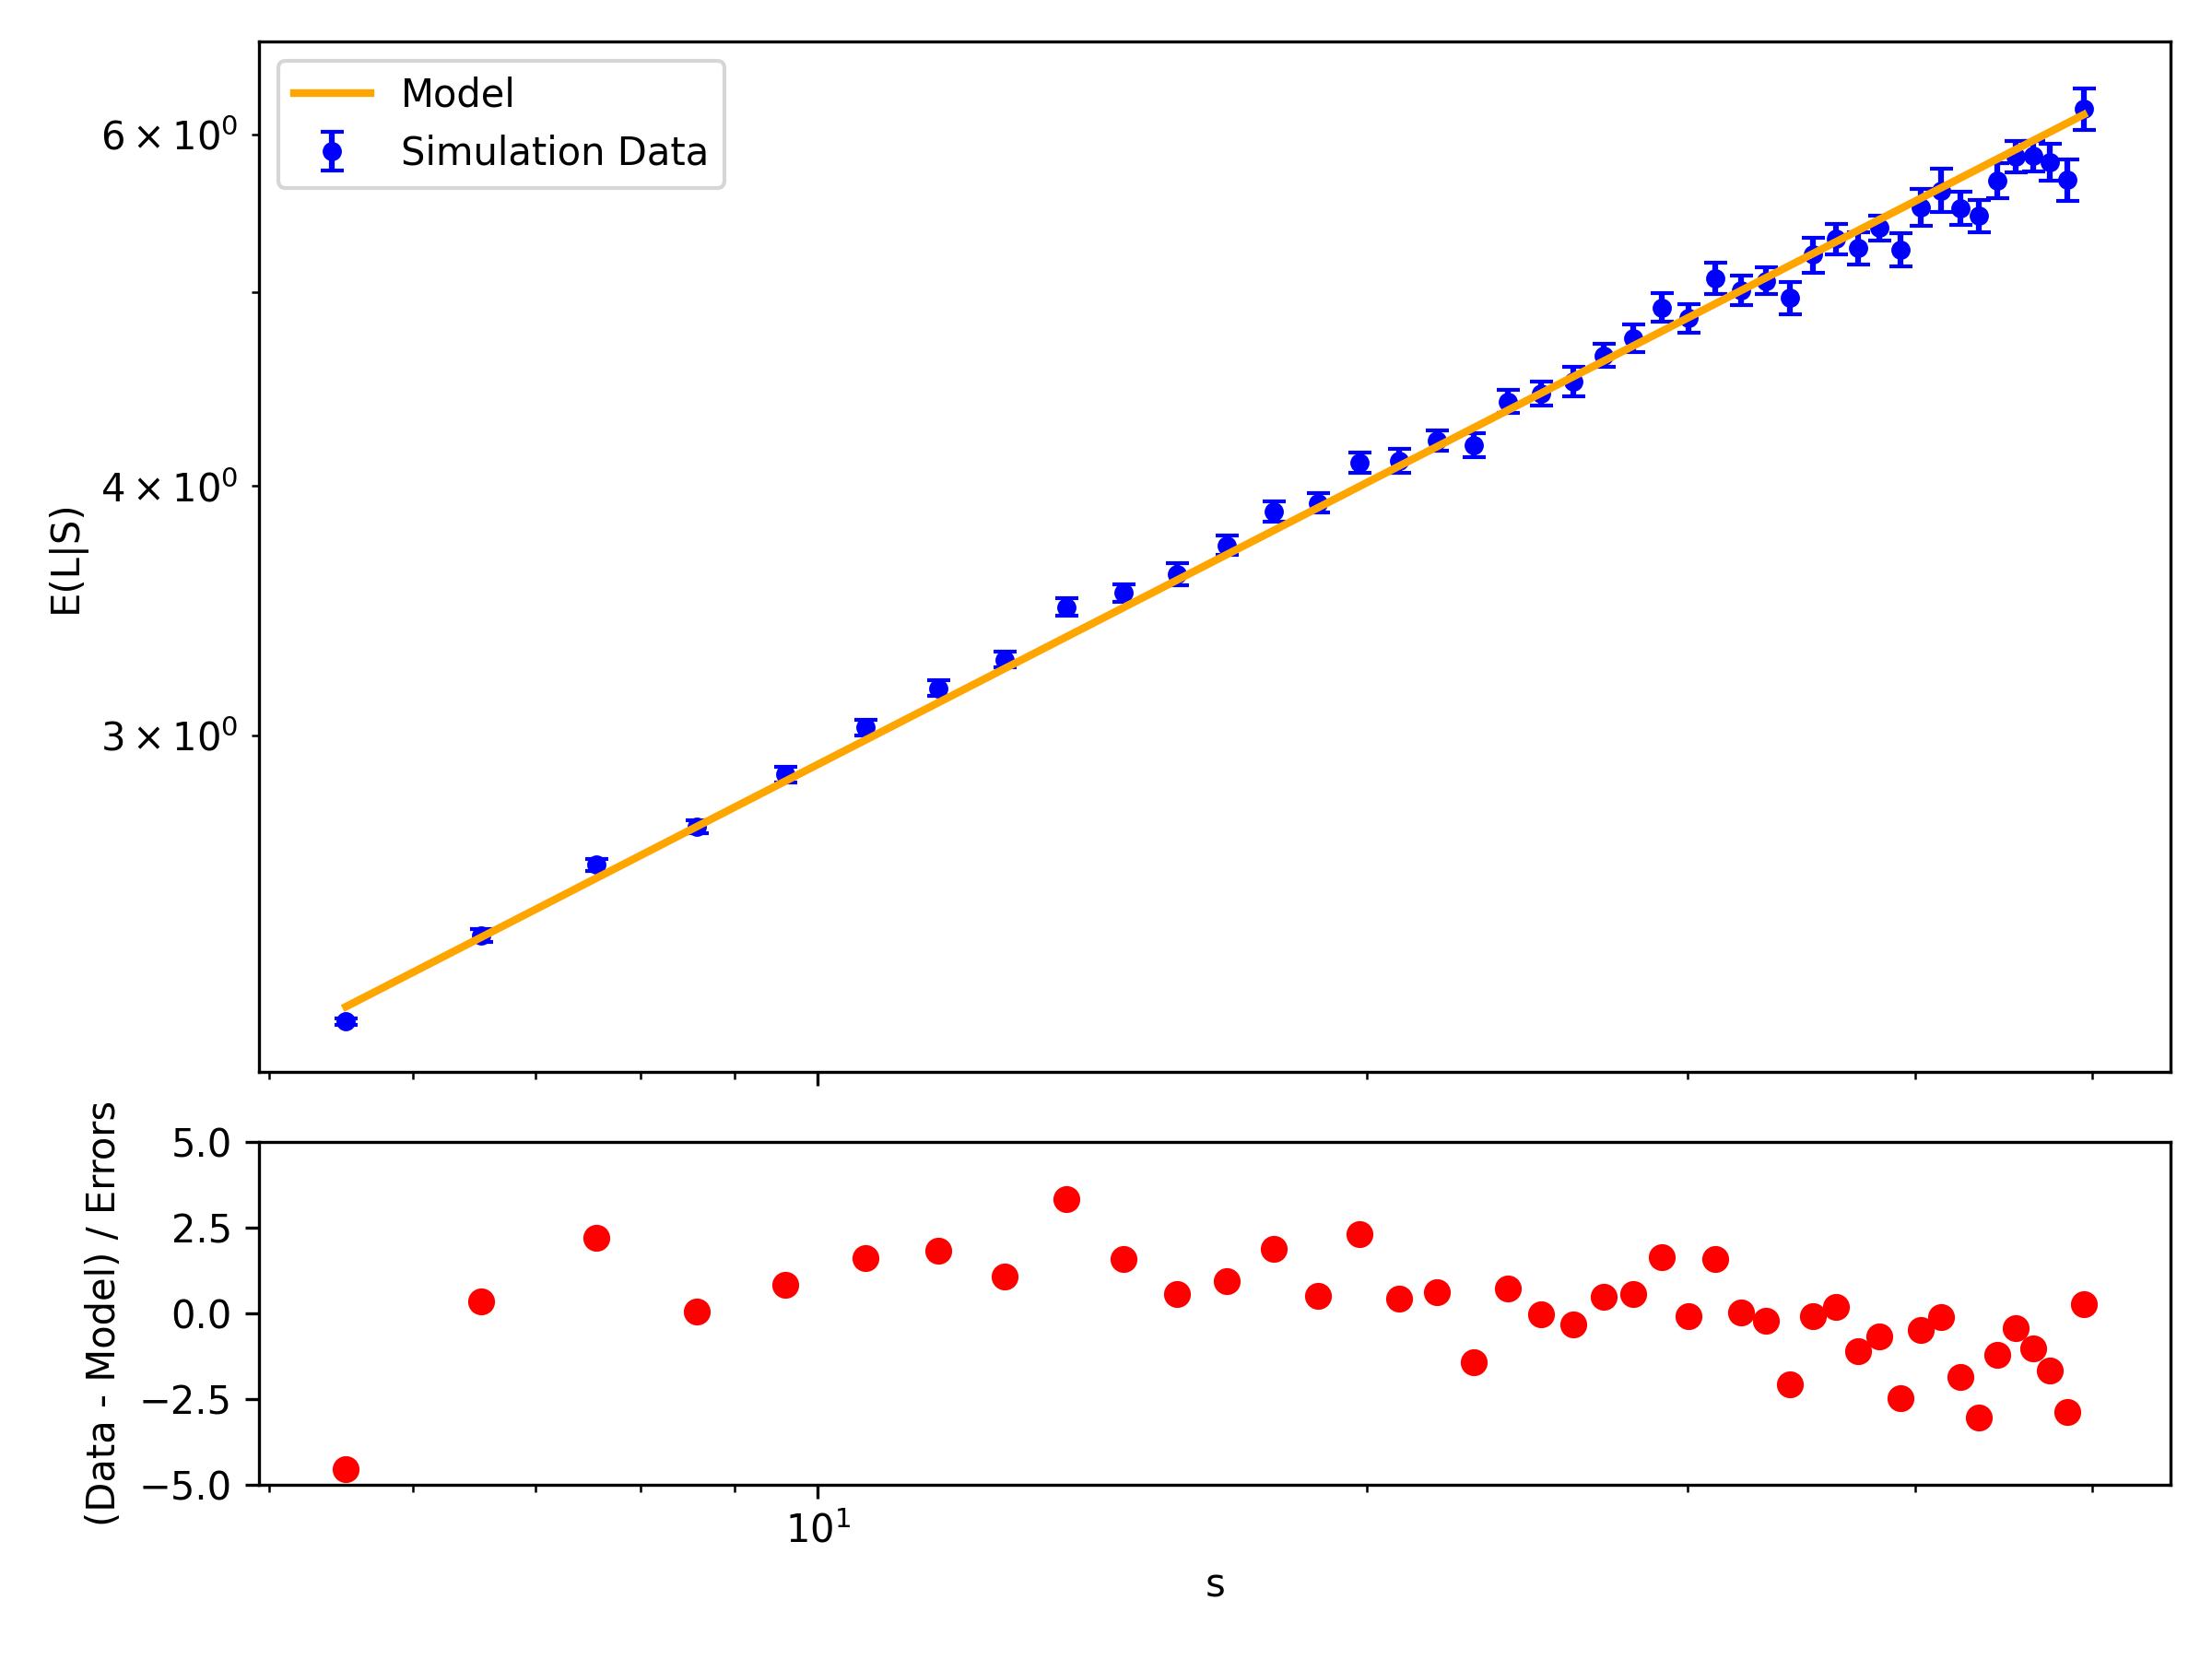 Model
Simulation Data
6 × 10⁰
4 × 10⁰
3 × 10⁰
E(L|S)
5.0
2.5
0.0
−2.5
−5.0
(Data - Model) / Errors
10¹
s